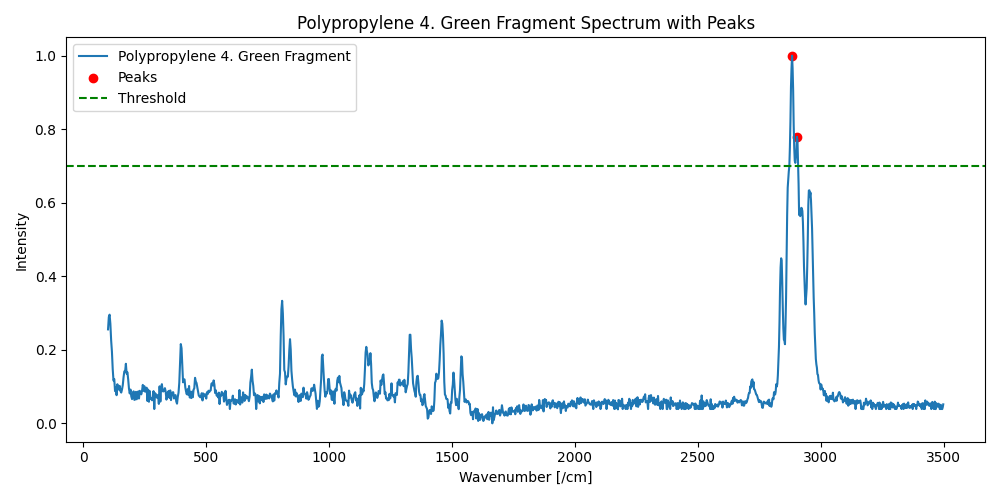 Polypropylene 4. Green Fragment Spectrum with Peaks
Polypropylene 4. Green Fragment
Peaks
Threshold
1.0
0.8
0.6
0.4
0.2
0.0
Intensity
0 500 1000 1500 2000 2500 3000 3500
Wavenumber [/cm]